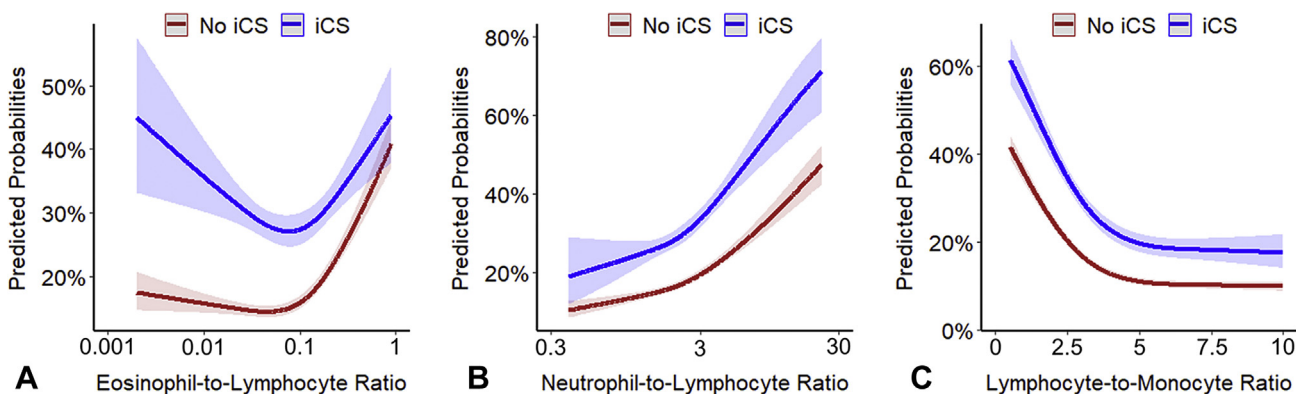 No iCS iCS
Predicted Probabilities
50%
40%
30%
20%
0.001 0.01 0.1 1
A Eosinophil-to-Lymphocyte Ratio
No iCS iCS
Predicted Probabilities
80%
60%
40%
20%
0.3 3 30
B Neutrophil-to-Lymphocyte Ratio
No iCS iCS
Predicted Probabilities
60%
40%
20%
0%
0 2.5 5 7.5 10
C Lymphocyte-to-Monocyte Ratio